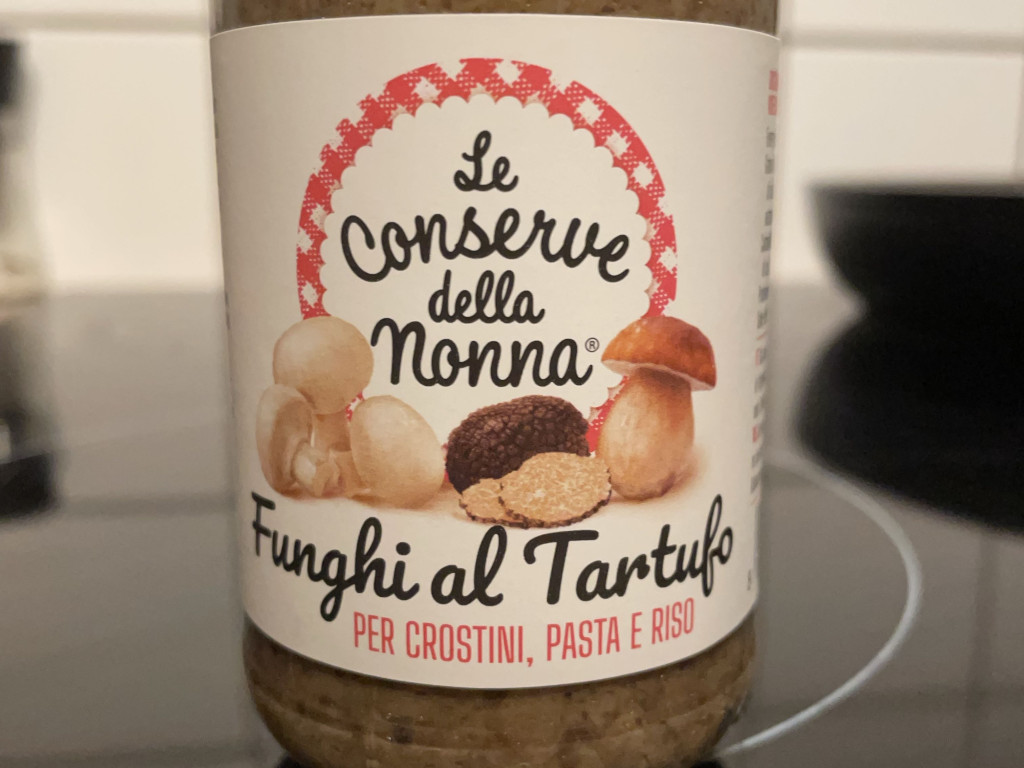 Le
Conserve
della
Nonna®
Funghi al Tartufo
PER CROSTINI, PASTA E RISO